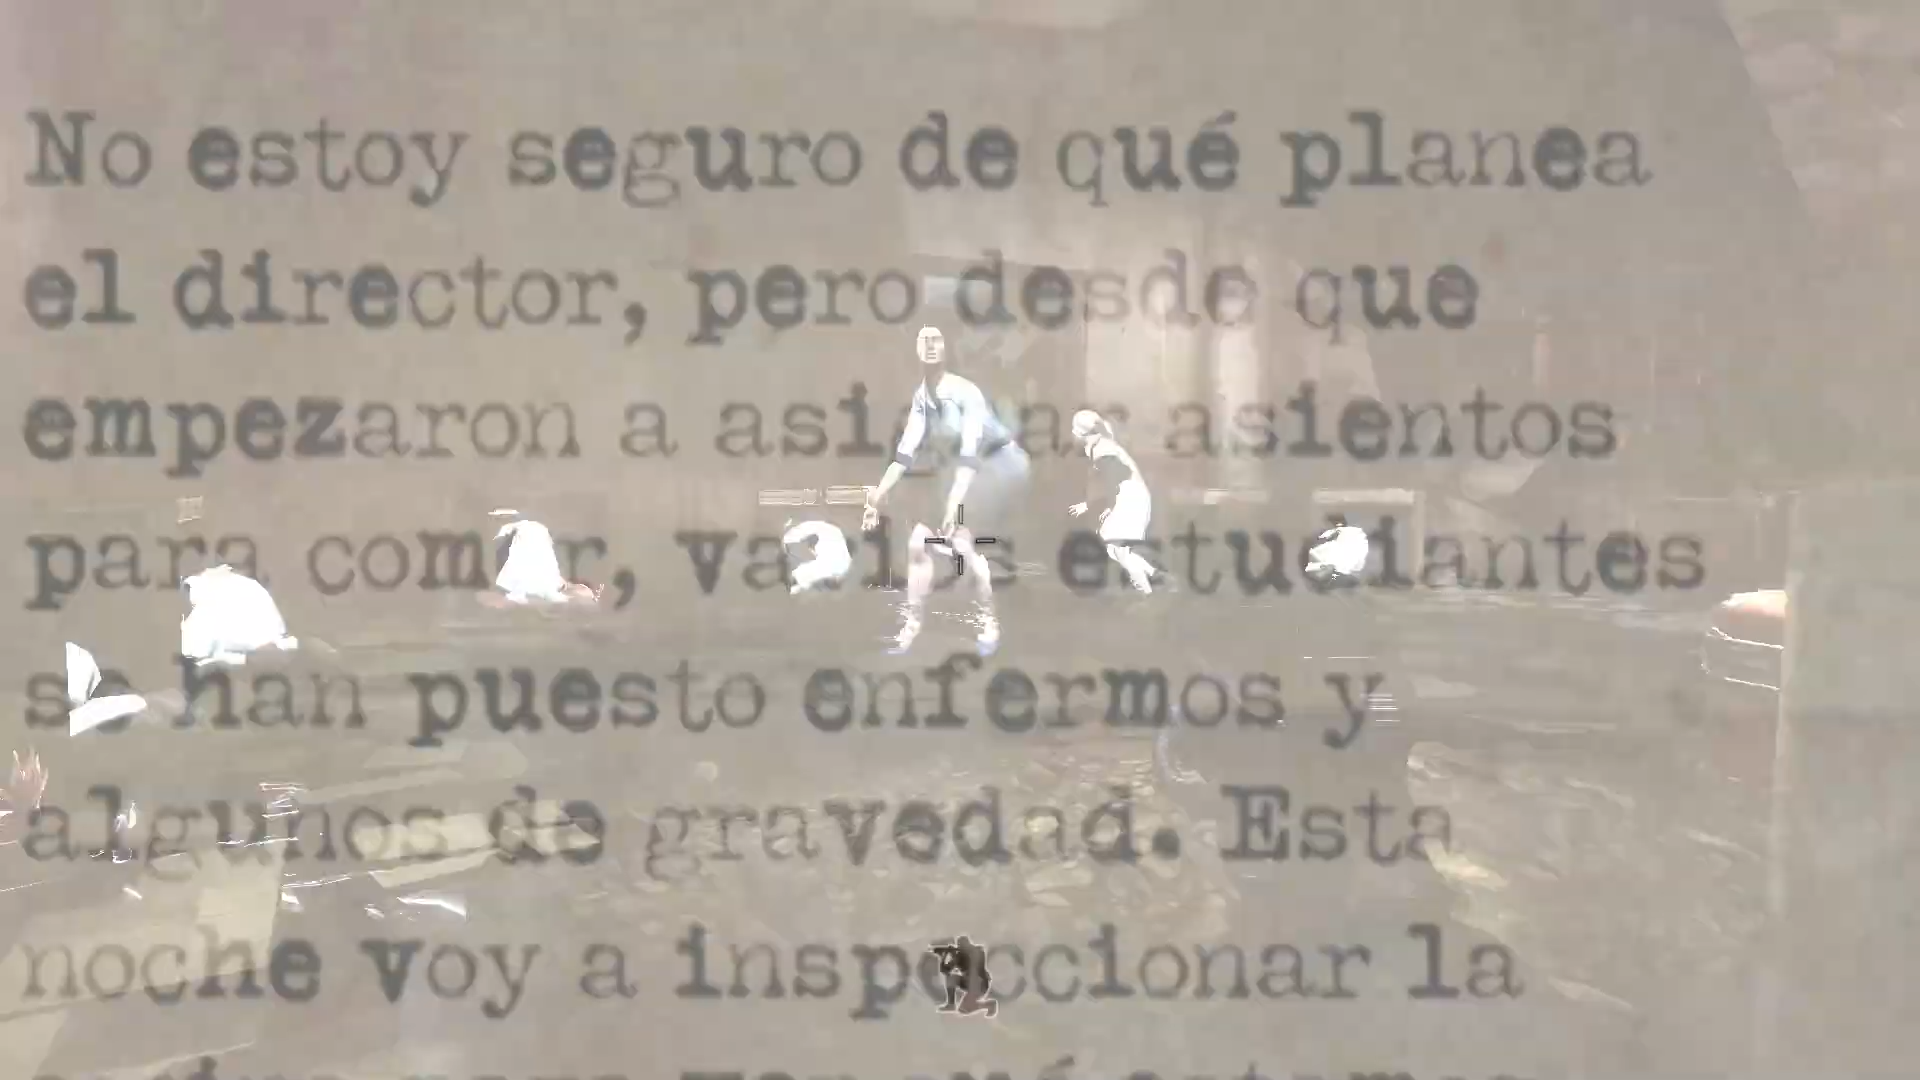 No estoy seguro de qué planea
el director, pero desde que
empezaron a asignar asientos
para comer, varios estudiantes
se han puesto enfermos y
algunos de gravedad. Esta
noche voy a inspeccionar la